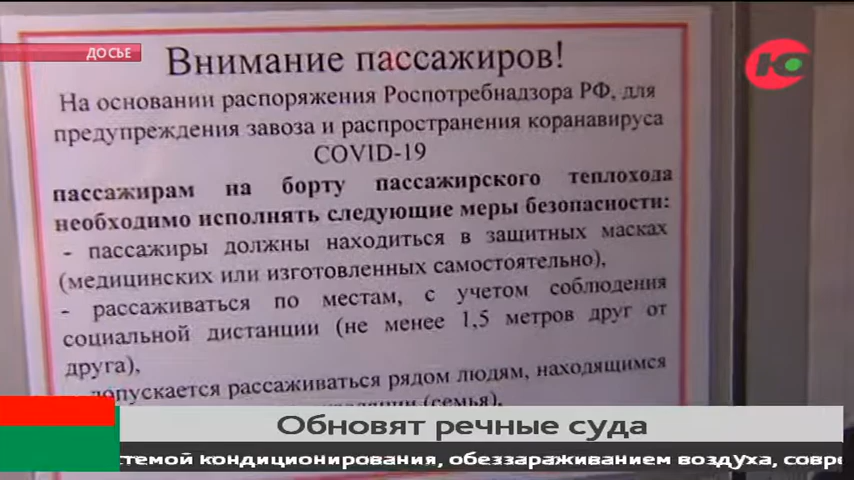 ДОСЬЕ
Внимание пассажиров!
Ю
На основании распоряжения Роспотребнадзора РФ, для
предупреждения завоза и распространения коранавируса
COVID-19
пассажирам на борту пассажирского теплохода
необходимо исполнять следующие меры безопасности:
- пассажиры должны находиться в защитных масках
(медицинских или изготовленных самостоятельно),
- рассаживаться по местам, с учетом соблюдения
социальной дистанции (не менее 1,5 метров друг от
друга),
допускается рассаживаться рядом людям, находящимся
(семья),
Обновят речные суда
стемой кондиционирования, обеззараживанием воздуха, совре